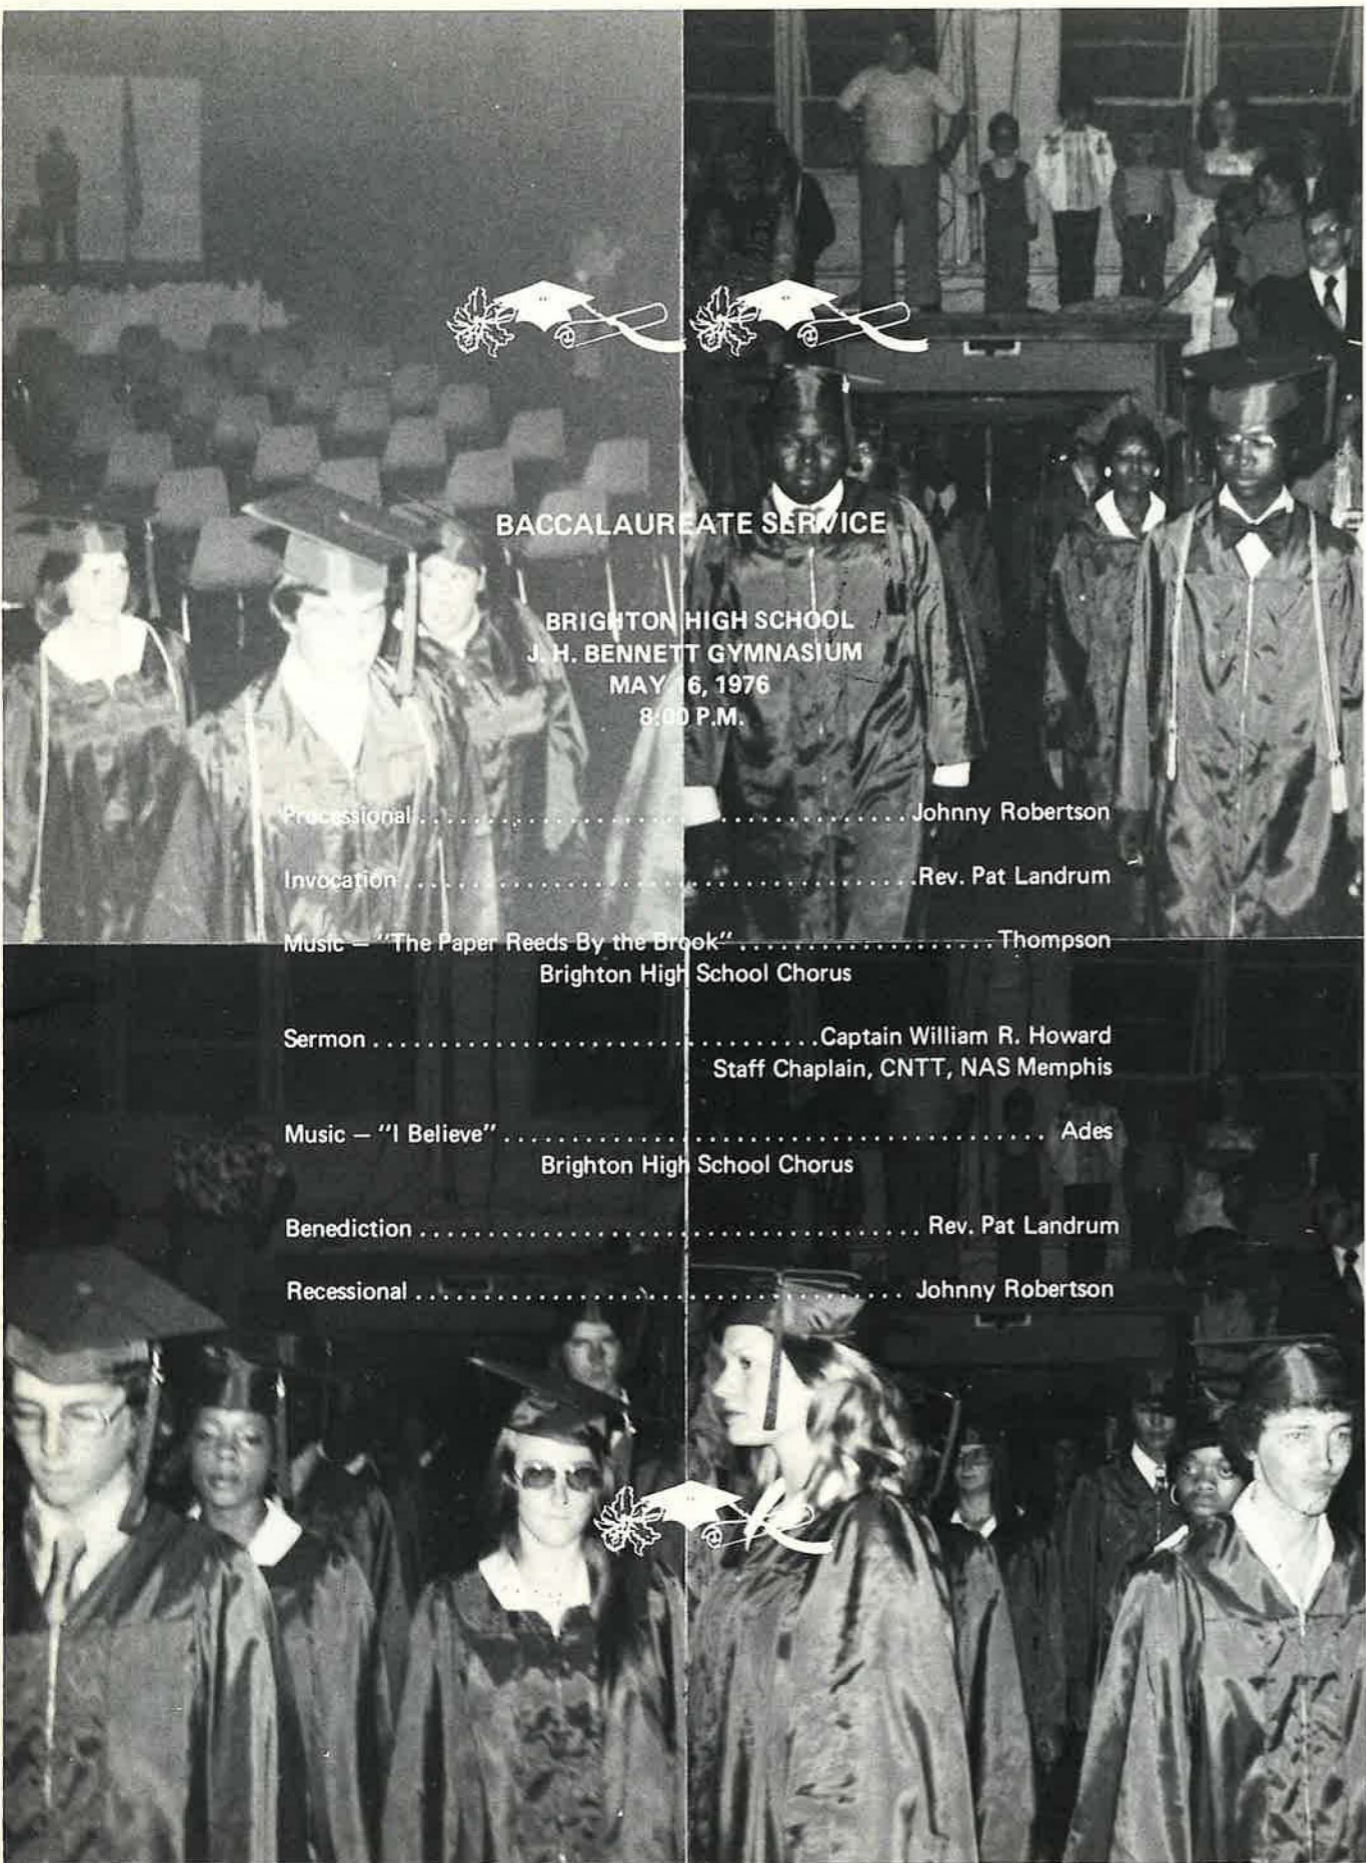 BACCALAUREATE SERVICE
BRIGHTON HIGH SCHOOL
J. H. BENNETT GYMNASIUM
MAY 16, 1976
8:00 P.M.
Processional . . . . . . . . . . . . . . . . . . . . Johnny Robertson
Invocation . . . . . . . . . . . . . . . . . . . . Rev. Pat Landrum
Music — "The Paper Reeds By the Brook" . . . . . . . . . . . . . . . . . . . . Thompson
Brighton High School Chorus
Sermon . . . . . . . . . . . . . . . . . . . . Captain William R. Howard
Staff Chaplain, CNTT, NAS Memphis
Music — "I Believe" . . . . . . . . . . . . . . . . . . . . Ades
Brighton High School Chorus
Benediction . . . . . . . . . . . . . . . . . . . . Rev. Pat Landrum
Recessional . . . . . . . . . . . . . . . . . . . . Johnny Robertson